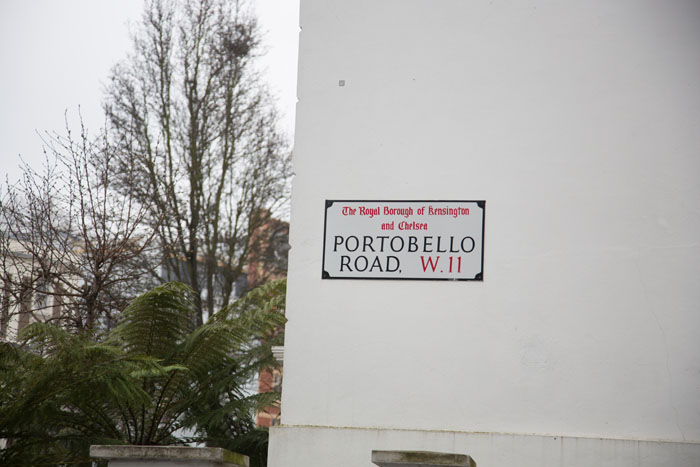 The Royal Borough of Kensington
and Chelsea
PORTOBELLO
ROAD, W.11